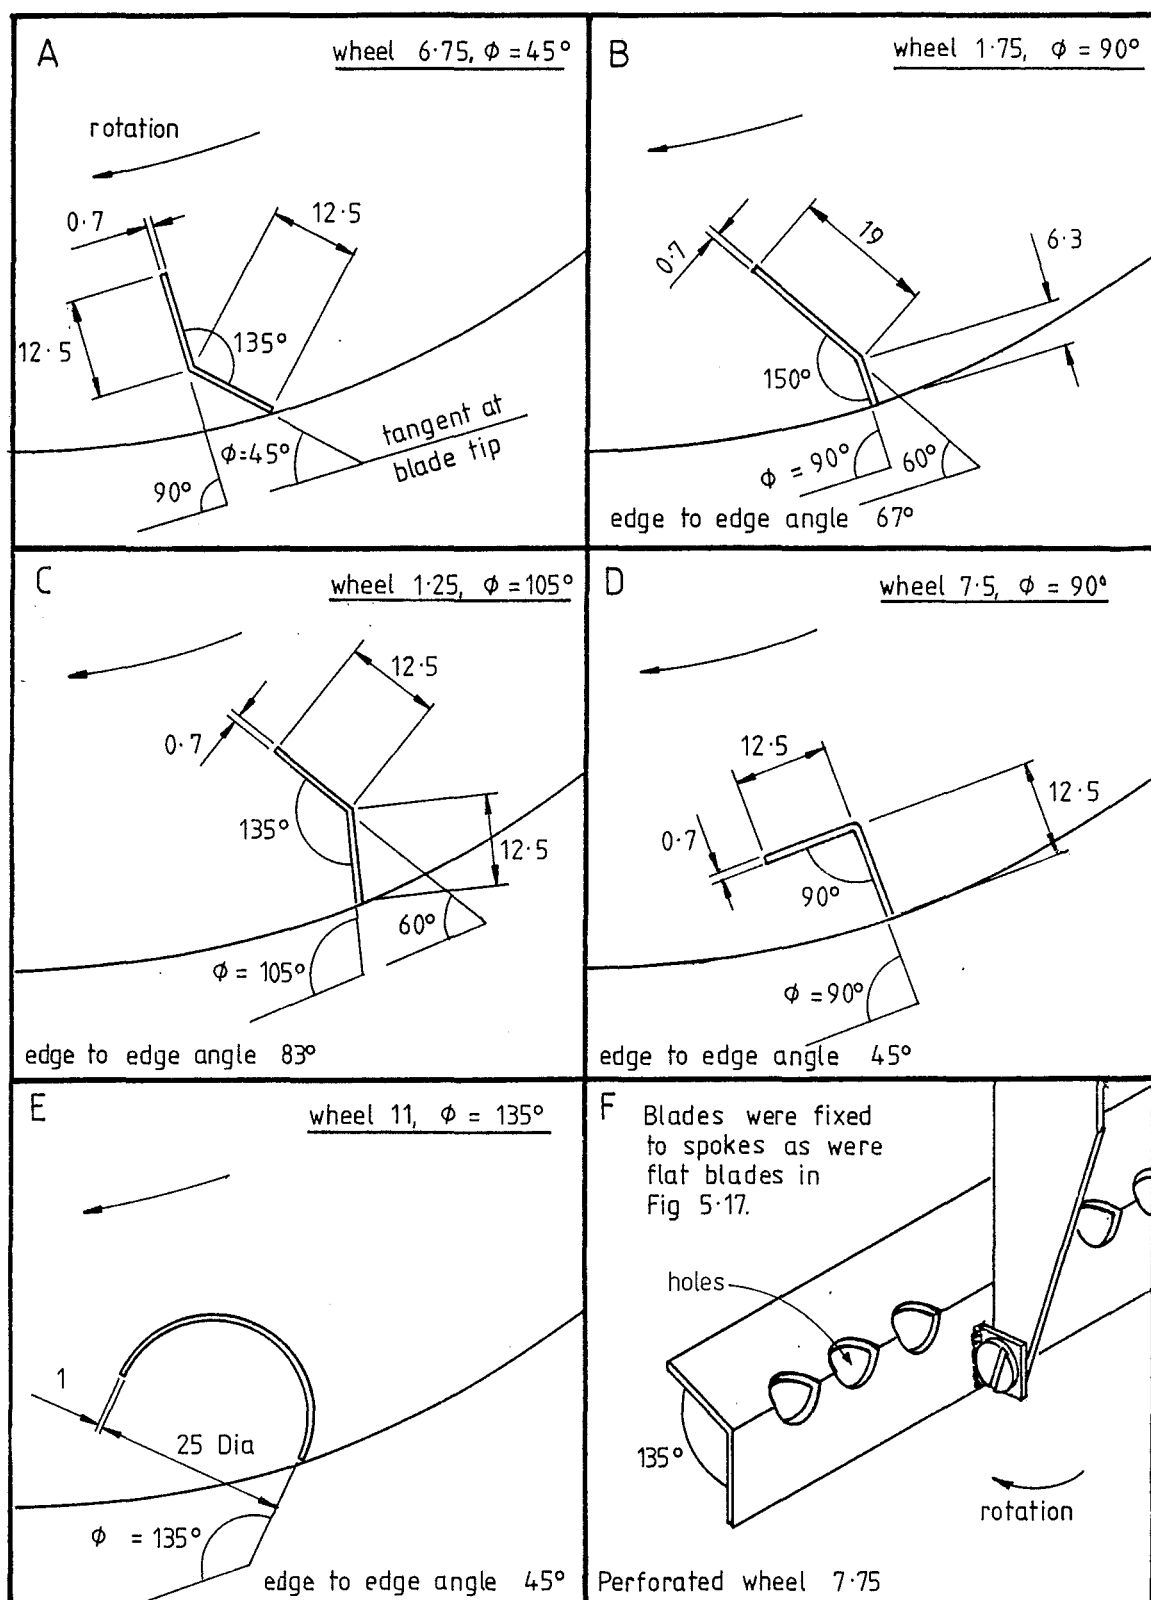 A
wheel 6·75, ϕ = 45°
rotation
0·7
12·5
12·5
135°
ϕ=45°
tangent at
blade tip
90°
B
wheel 1·75, ϕ = 90°
0·7
19
6·3
150°
ϕ = 90°
60°
edge to edge angle 67°
C
wheel 1·25, ϕ = 105°
0·7
12·5
135°
12·5
60°
ϕ = 105°
edge to edge angle 83°
D
wheel 7·5, ϕ = 90°
12·5
12·5
0·7
90°
ϕ = 90°
edge to edge angle 45°
E
wheel 11, ϕ = 135°
1
25 Dia
ϕ = 135°
edge to edge angle 45°
F
Blades were fixed
to spokes as were
flat blades in
Fig 5·17.
holes
135°
rotation
Perforated wheel 7·75